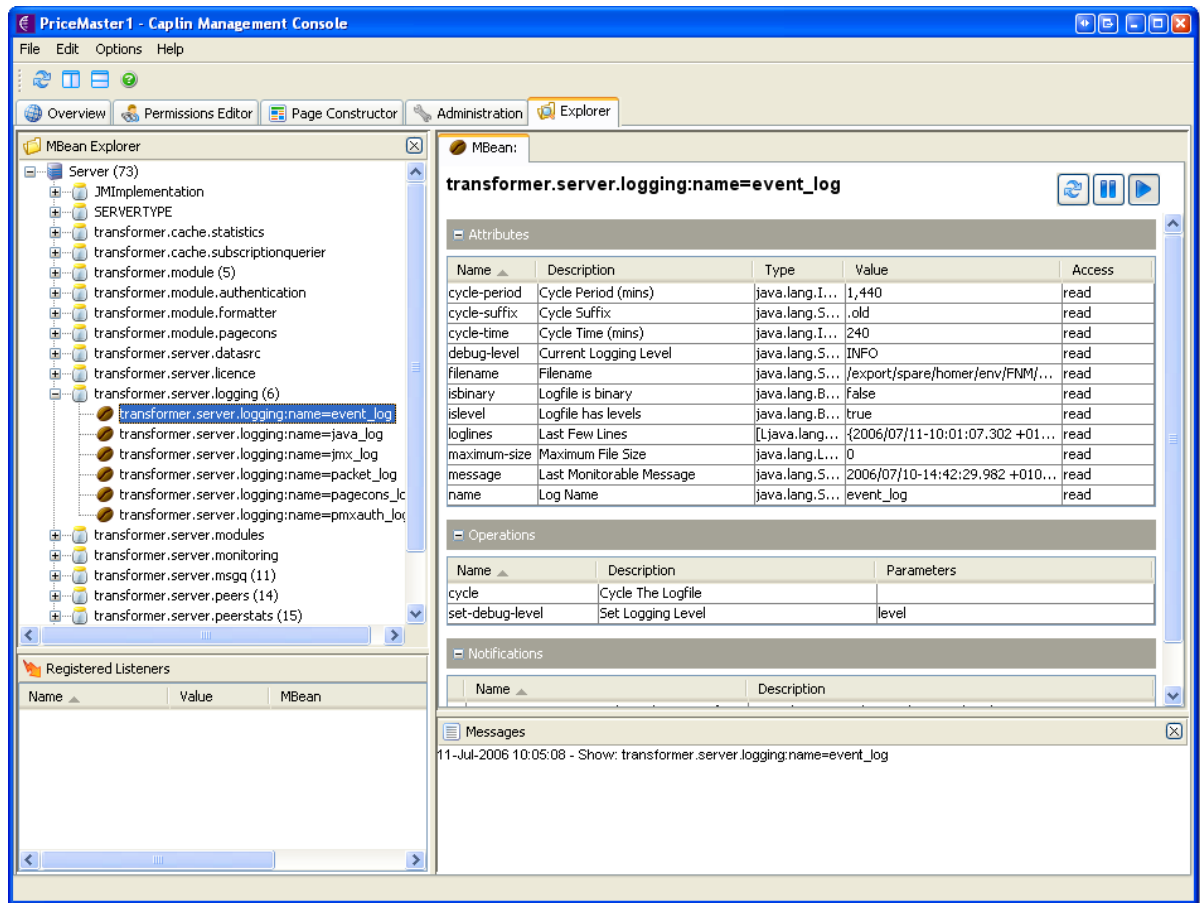 PriceMaster1 - Caplin Management Console
File Edit Options Help
Overview Permissions Editor Page Constructor Administration Explorer
MBean Explorer
Server (73)
JMImplementation
SERVERTYPE
transformer.cache.statistics
transformer.cache.subscriptionquerier
transformer.module (5)
transformer.module.authentication
transformer.module.formatter
transformer.module.pagecons
transformer.server.datasrc
transformer.server.licence
transformer.server.logging (6)
transformer.server.logging:name=event_log
transformer.server.logging:name=java_log
transformer.server.logging:name=jmx_log
transformer.server.logging:name=packet_log
transformer.server.logging:name=pagecons_lo
transformer.server.logging:name=pmxauth_log
transformer.server.modules
transformer.server.monitoring
transformer.server.msgq (11)
transformer.server.peers (14)
transformer.server.peerstats (15)
Registered Listeners
Name Value MBean
MBean:
transformer.server.logging:name=event_log
Attributes
Name Description Type Value Access
cycle-period Cycle Period (mins) java.lang.I... 1,440 read
cycle-suffix Cycle Suffix java.lang.S... .old read
cycle-time Cycle Time (mins) java.lang.I... 240 read
debug-level Current Logging Level java.lang.S... INFO read
filename Filename java.lang.S... /export/spare/homer/env/FNM/... read
isbinary Logfile is binary java.lang.B... false read
islevel Logfile has levels java.lang.B... true read
loglines Last Few Lines [Ljava.lang... {2006/07/11-10:01:07.302 +01... read
maximum-size Maximum File Size java.lang.L... 0 read
message Last Monitorable Message java.lang.S... 2006/07/10-14:42:29.982 +010... read
name Log Name java.lang.S... event_log read
Operations
Name Description Parameters
cycle Cycle The Logfile
set-debug-level Set Logging Level level
Notifications
Name Description
Messages
11-Jul-2006 10:05:08 - Show: transformer.server.logging:name=event_log